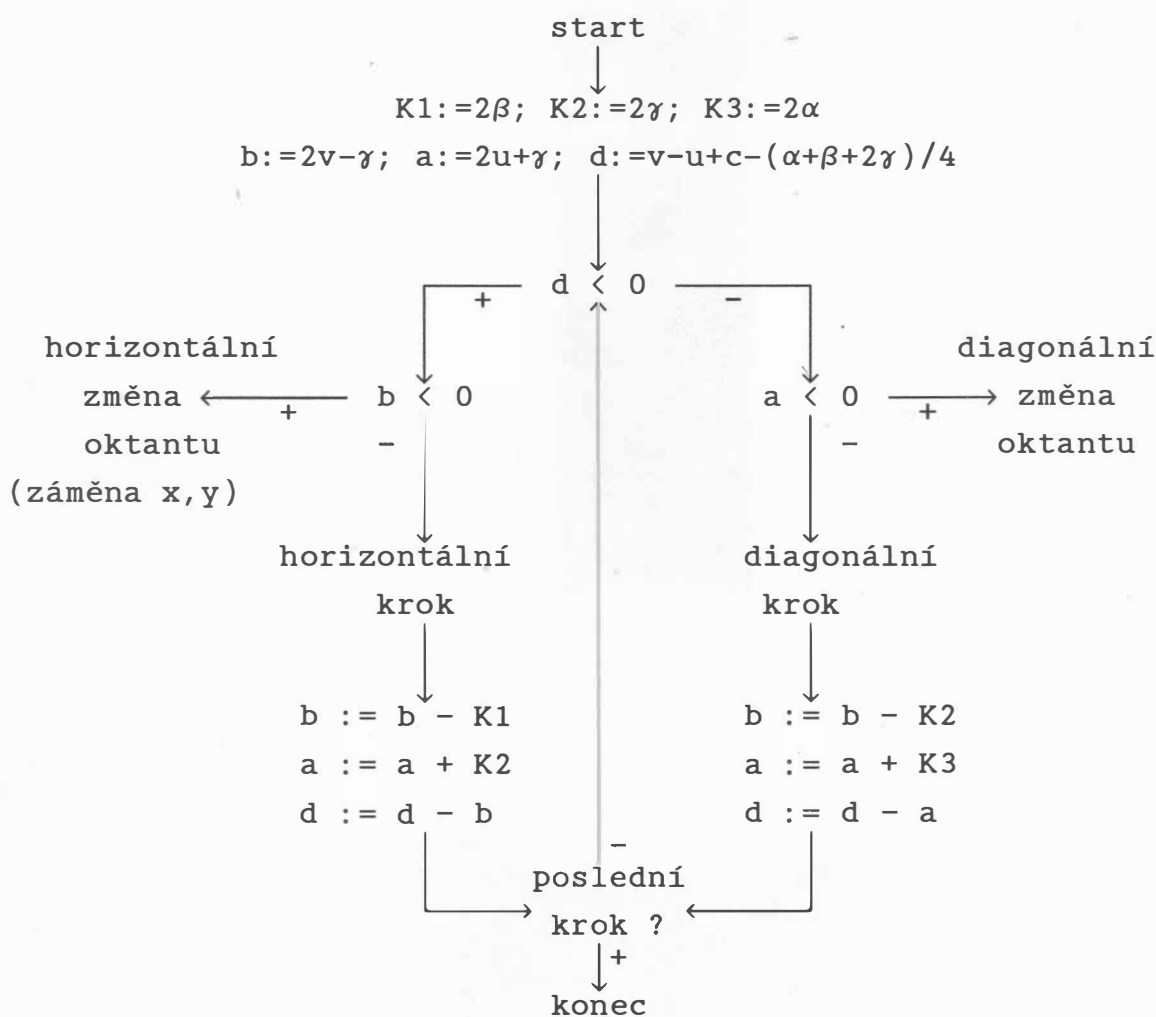 start
K1:=2β; K2:=2γ; K3:=2α
b:=2v-γ; a:=2u+γ; d:=v-u+c-(α+β+2γ)/4
+ d < 0 -
horizontální
změna
oktantu
(záměna x,y)
+ b < 0
-
a < 0 +
-
diagonální
změna
oktantu
horizontální
krok
diagonální
krok
b := b - K1
a := a + K2
d := d - b
b := b - K2
a := a + K3
d := d - a
-
poslední
krok ?
+
konec